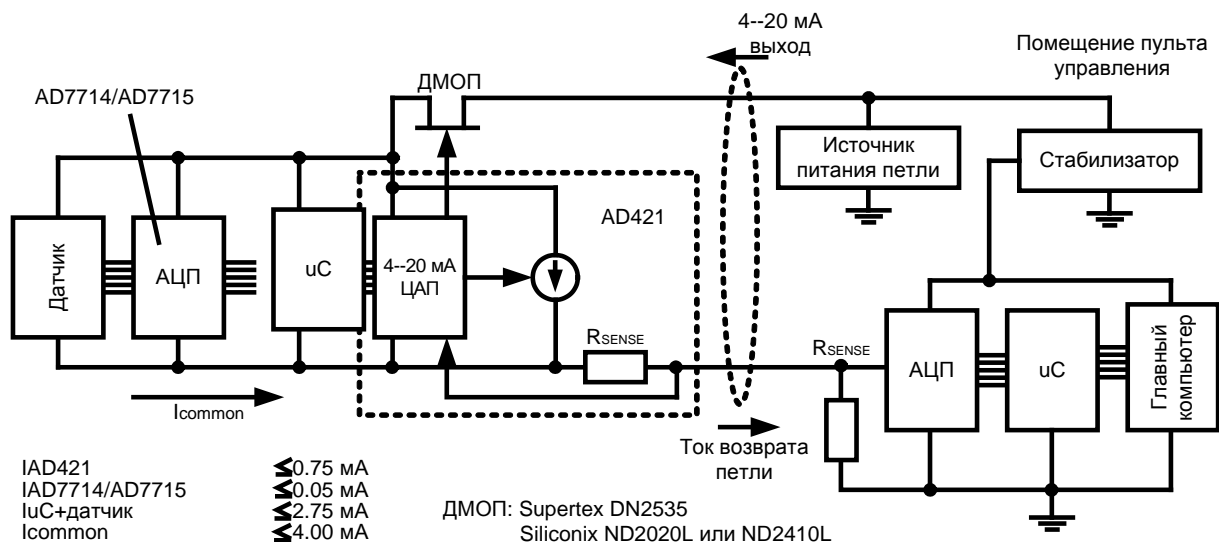 4--20 мА
выход
Помещение пульта
управления
AD7714/AD7715
ДМОП
Источник
питания петли
Стабилизатор
AD421
Датчик
АЦП
uC
4--20 мА
ЦАП
RSENSE
RSENSE
АЦП
uC
Главный
компьютер
Icommon
Ток возврата
петли
IAD421 ≤0.75 мА
IAD7714/AD7715 ≤0.05 мА
IuC+датчик ≤2.75 мА
Icommon ≤4.00 мА
ДМОП: Supertex DN2535
Siliconix ND2020L или ND2410L